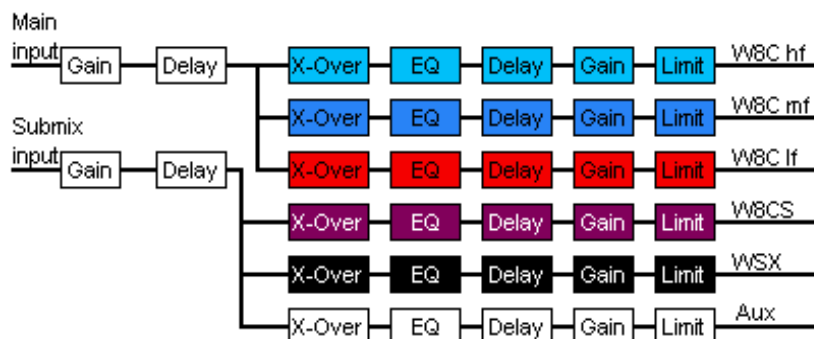 Main
input Gain Delay X-Over EQ Delay Gain Limit W8C hf
X-Over EQ Delay Gain Limit W8C mf
Submix
input Gain Delay X-Over EQ Delay Gain Limit W8C lf
X-Over EQ Delay Gain Limit W8CS
X-Over EQ Delay Gain Limit WSX
X-Over EQ Delay Gain Limit Aux